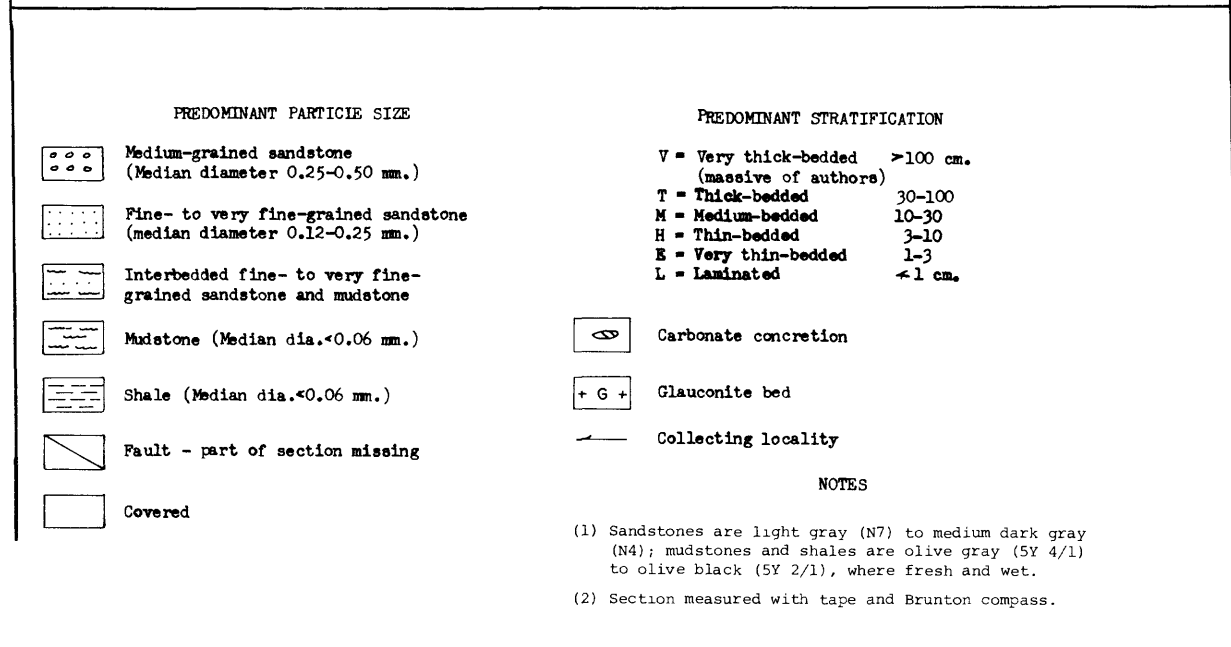 PREDOMINANT PARTICLE SIZE
Medium-grained sandstone
(Median diameter 0.25-0.50 mm.)
Fine- to very fine-grained sandstone
(median diameter 0.12-0.25 mm.)
Interbedded fine- to very fine-
grained sandstone and mudstone
Mudstone (Median dia.<0.06 mm.)
Shale (Median dia.<0.06 mm.)
Fault - part of section missing
Covered
PREDOMINANT STRATIFICATION
V = Very thick-bedded >100 cm.
(massive of authors)
T = Thick-bedded 30-100
M = Medium-bedded 10-30
H = Thin-bedded 3-10
E = Very thin-bedded 1-3
L = Laminated <1 cm.
Carbonate concretion
+ G + Glauconite bed
Collecting locality
NOTES
(1) Sandstones are light gray (N7) to medium dark gray
(N4); mudstones and shales are olive gray (5Y 4/1)
to olive black (5Y 2/1), where fresh and wet.
(2) Section measured with tape and Brunton compass.